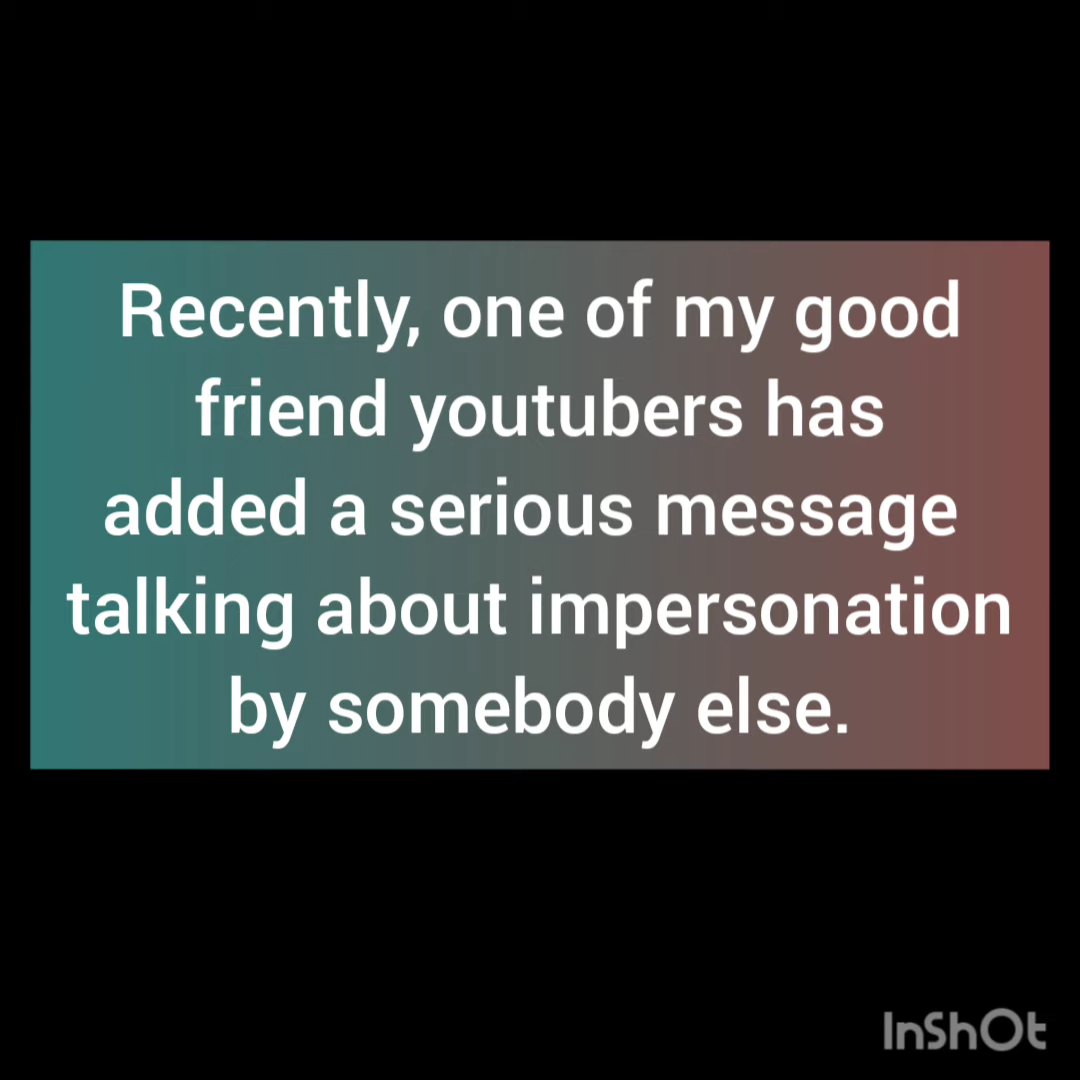 Recently, one of my good
friend youtubers has
added a serious message
talking about impersonation
by somebody else.
InShOt